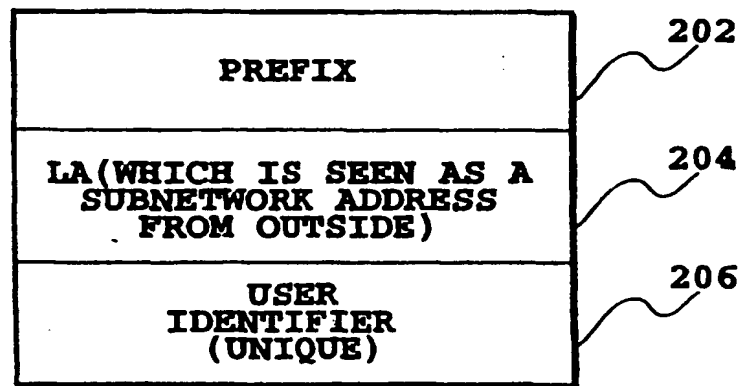 PREFIX
202
LA(WHICH IS SEEN AS A
SUBNETWORK ADDRESS
FROM OUTSIDE)
204
USER
IDENTIFIER
(UNIQUE)
206